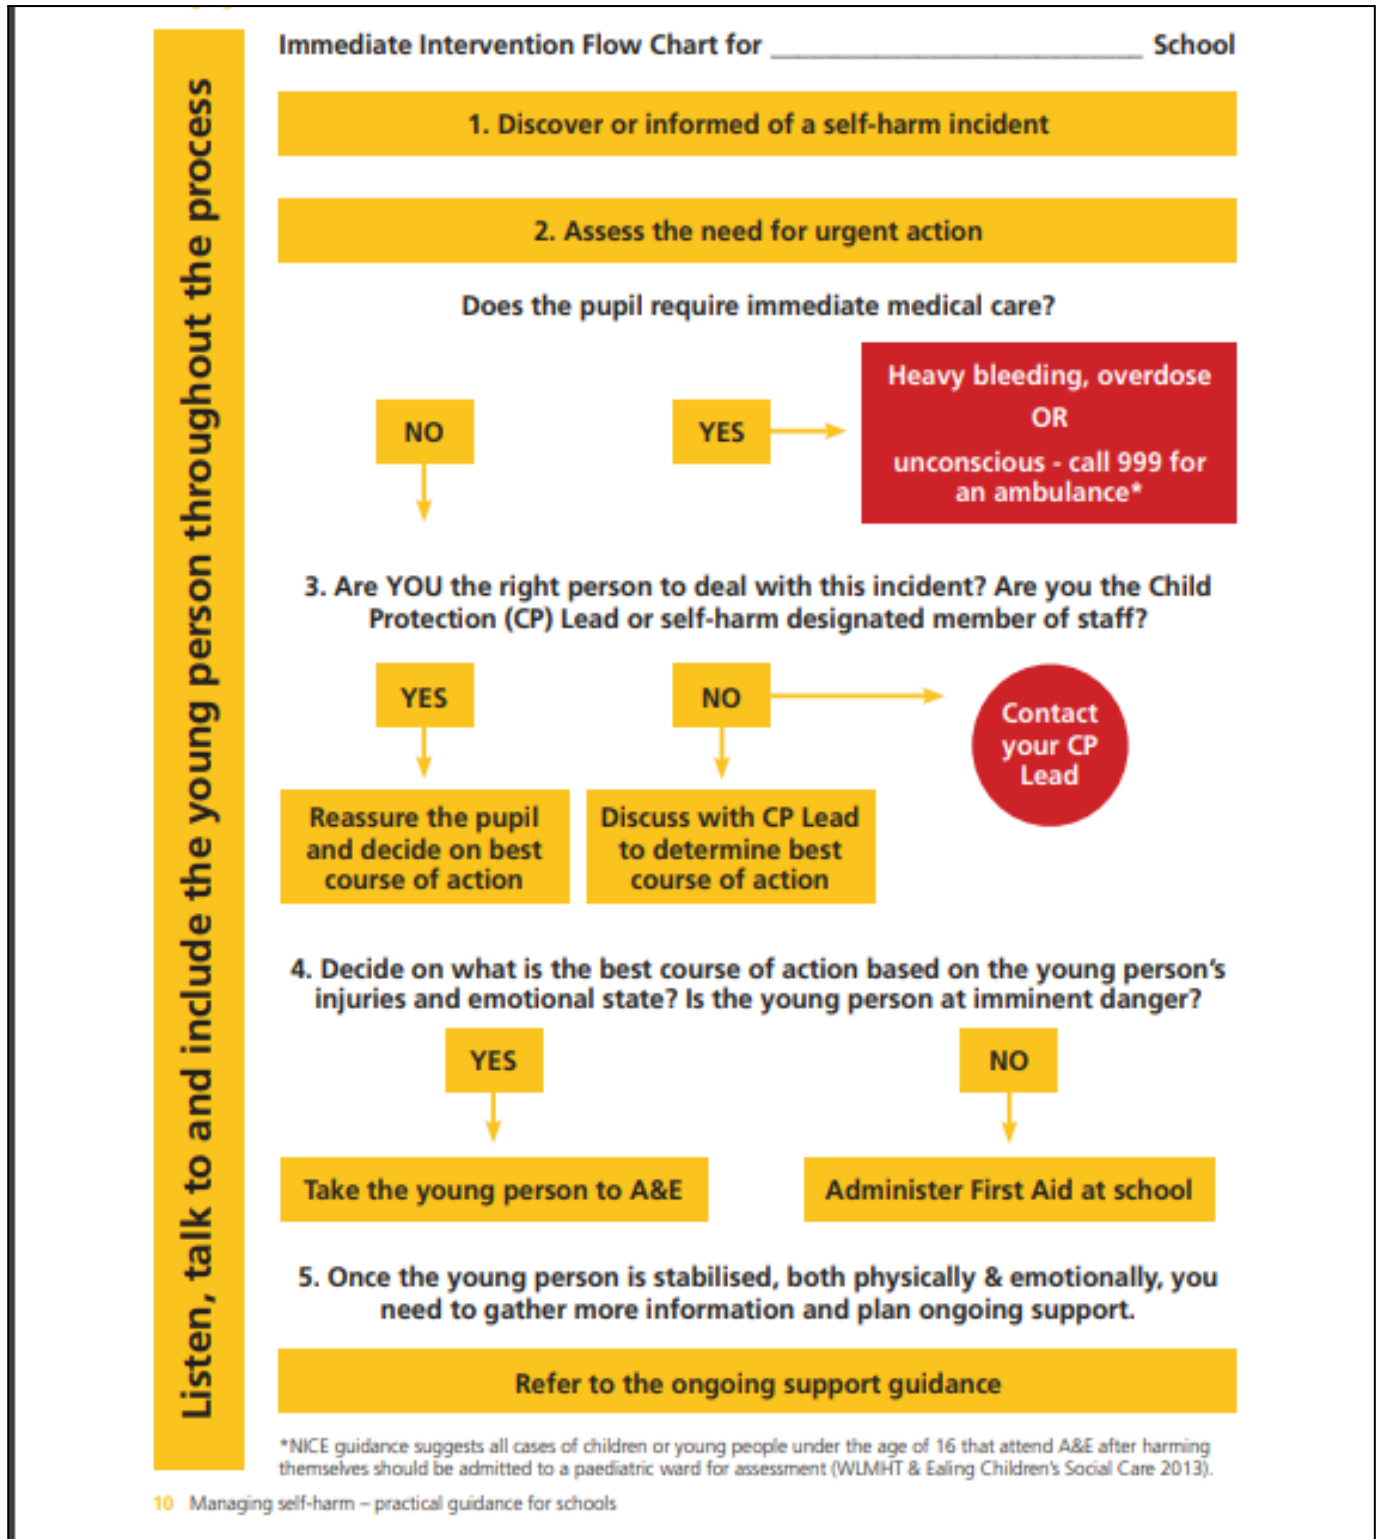 Immediate Intervention Flow Chart for __________________________ School
Listen, talk to and include the young person throughout the process
1. Discover or informed of a self-harm incident
2. Assess the need for urgent action
Does the pupil require immediate medical care?
NO
YES
Heavy bleeding, overdose
OR
unconscious - call 999 for
an ambulance*
3. Are YOU the right person to deal with this incident? Are you the Child
Protection (CP) Lead or self-harm designated member of staff?
YES
NO
Contact
your CP
Lead
Reassure the pupil
and decide on best
course of action
Discuss with CP Lead
to determine best
course of action
4. Decide on what is the best course of action based on the young person's
injuries and emotional state? Is the young person at imminent danger?
YES
NO
Take the young person to A&E
Administer First Aid at school
5. Once the young person is stabilised, both physically & emotionally, you
need to gather more information and plan ongoing support.
Refer to the ongoing support guidance
*NICE guidance suggests all cases of children or young people under the age of 16 that attend A&E after harming
themselves should be admitted to a paediatric ward for assessment (WLMHT & Ealing Children's Social Care 2013).
10 Managing self-harm – practical guidance for schools